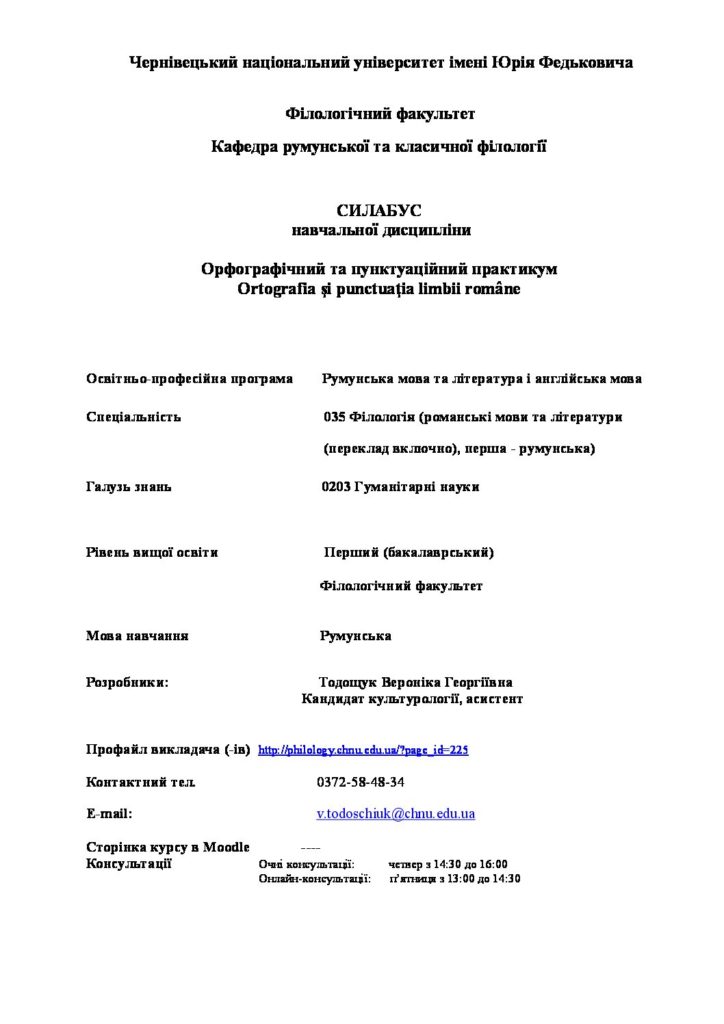 Чернівецький національний університет імені Юрія Федьковича
Філологічний факультет
Кафедра румунської та класичної філології
СИЛАБУС
навчальної дисципліни
Орфографічний та пунктуаційний практикум
Ortografia și punctuația limbii române
Освітньо-професійна програма Румунська мова та література і англійська мова
Спеціальність 035 Філологія (романські мови та літератури
(переклад включно), перша - румунська)
Галузь знань 0203 Гуманітарні науки
Рівень вищої освіти Перший (бакалаврський)
Філологічний факультет
Мова навчання Румунська
Розробники: Тодощук Вероніка Георгіївна
Кандидат культурології, асистент
Профайл викладача (-ів) http://philology.chnu.edu.ua/?page_id=225
Контактний тел. 0372-58-48-34
E-mail: v.todoschiuk@chnu.edu.ua
Сторінка курсу в Moodle ----
Консультації Очні консультації: четвер з 14:30 до 16:00
Онлайн-консультації: п'ятниця з 13:00 до 14:30